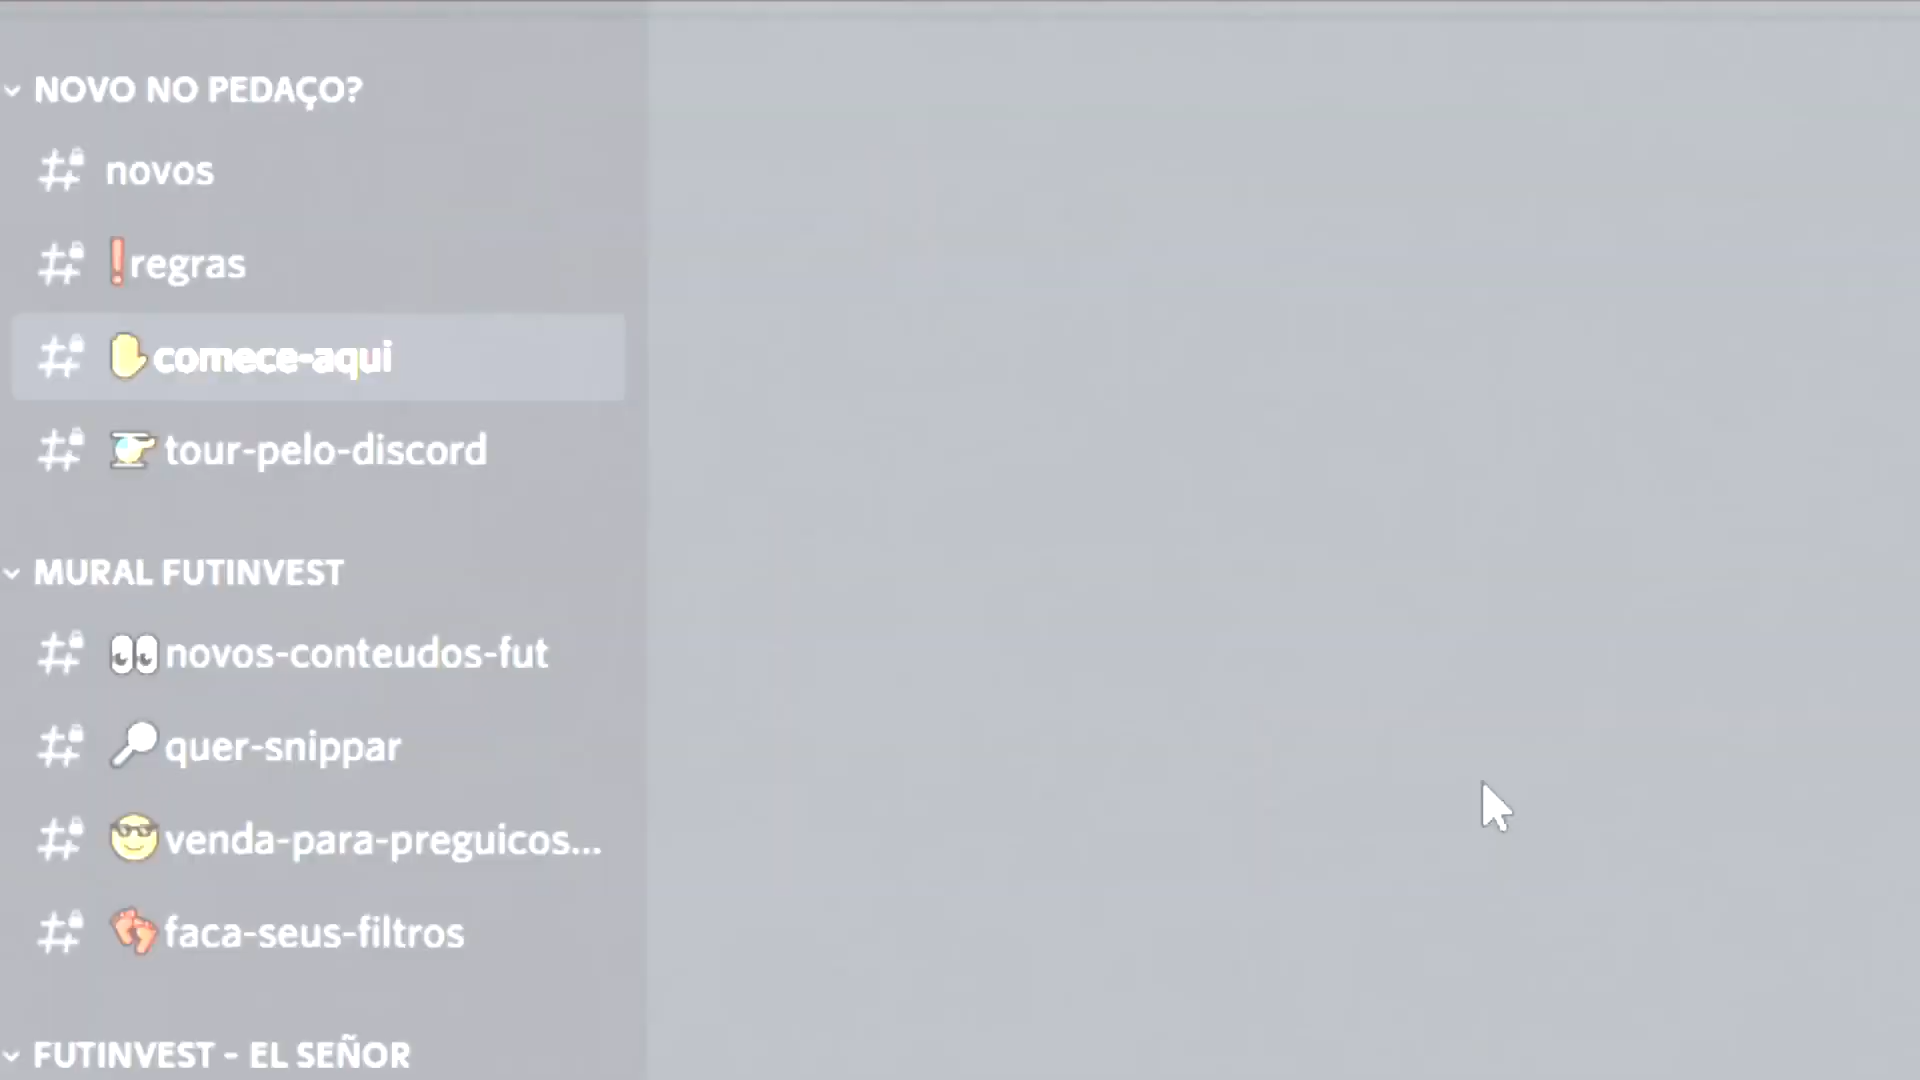 NOVO NO PEDAÇO?
novos
❗regras
✋comece-aqui
tour-pelo-discord
MURAL FUTINVEST
👀novos-conteudos-fut
🔎quer-snippar
😎venda-para-preguicos...
👣faca-seus-filtros
FUTINVEST - EL SEÑOR